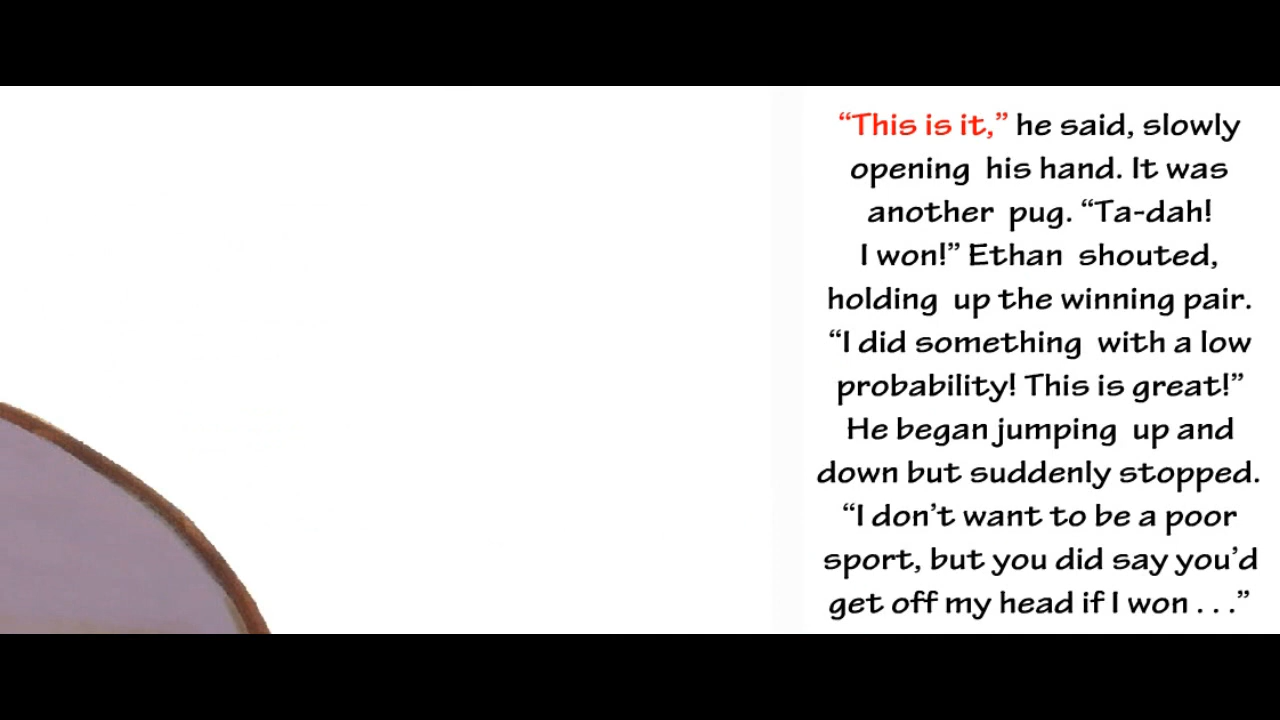 “This is it,” he said, slowly
opening his hand. It was
another pug. “Ta-dah!
I won!” Ethan shouted,
holding up the winning pair.
“I did something with a low
probability! This is great!”
He began jumping up and
down but suddenly stopped.
“I don’t want to be a poor
sport, but you did say you’d
get off my head if I won . . .”